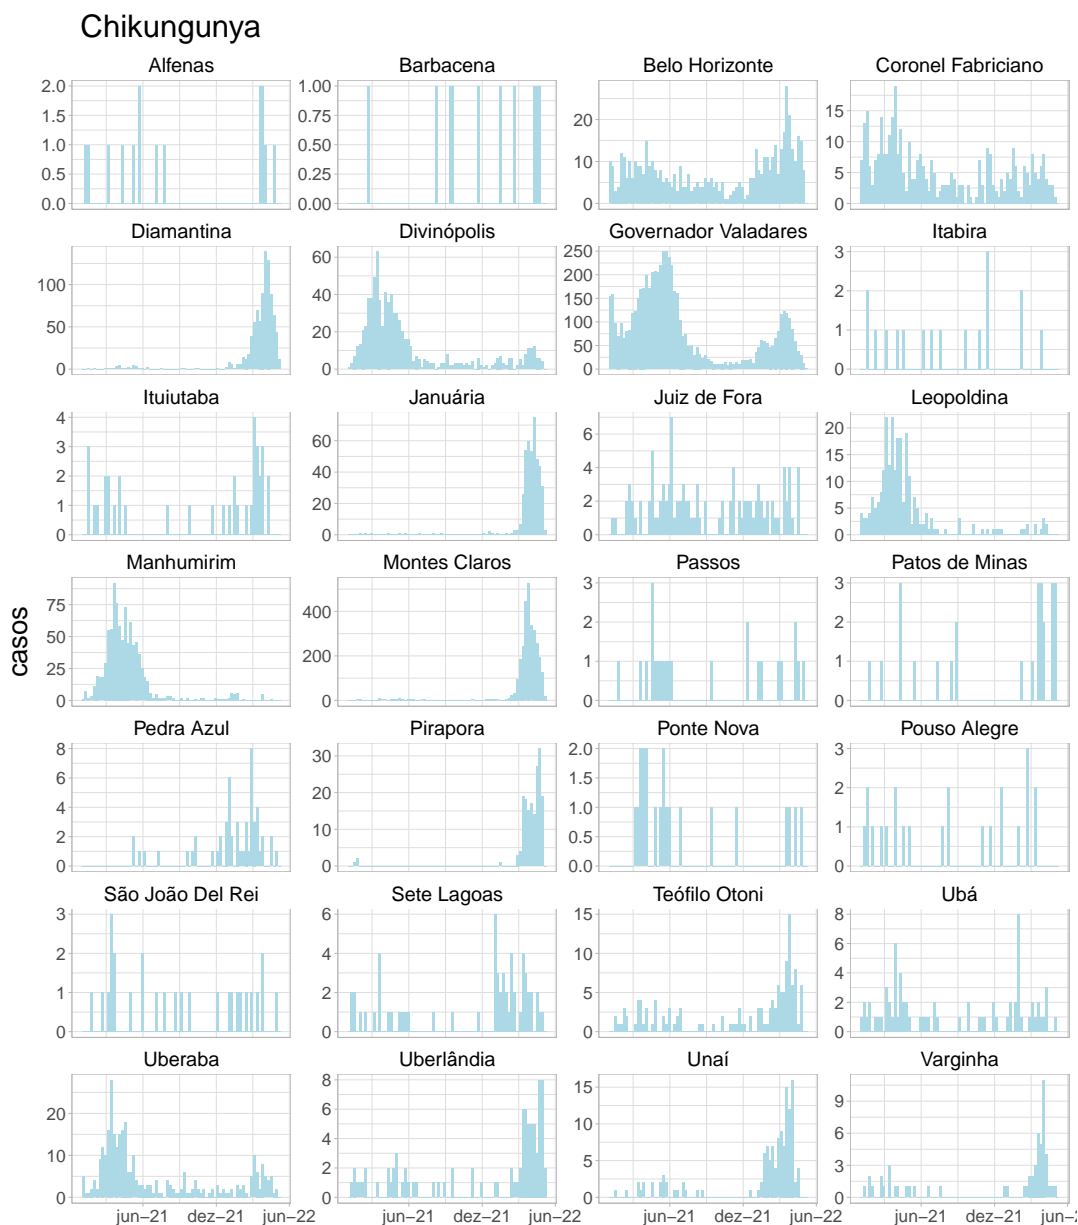 Chikungunya
Alfenas Barbacena Belo Horizonte Coronel Fabriciano
2.0 1.5 1.0 0.5 0.0
1.00 0.75 0.50 0.25 0.00
20 10 0
15 10 5 0
Diamantina Divinópolis Governador Valadares Itabira
100 50 0
60 40 20 0
250 200 150 100 50 0
3 2 1 0
Ituiutaba Januária Juiz de Fora Leopoldina
4 3 2 1 0
60 40 20 0
6 4 2 0
20 15 10 5 0
casos
Manhumirim Montes Claros Passos Patos de Minas
75 50 25 0
400 200 0
3 2 1 0
3 2 1 0
Pedra Azul Pirapora Ponte Nova Pouso Alegre
8 6 4 2 0
30 20 10 0
2.0 1.5 1.0 0.5 0.0
3 2 1 0
São João Del Rei Sete Lagoas Teófilo Otoni Ubá
3 2 1 0
6 4 2 0
15 10 5 0
8 6 4 2 0
Uberaba Uberlândia Unaí Varginha
20 10 0
8 6 4 2 0
15 10 5 0
9 6 3 0
jun–21 dez–21 jun–22 jun–21 dez–21 jun–22 jun–21 dez–21 jun–22 jun–21 dez–21